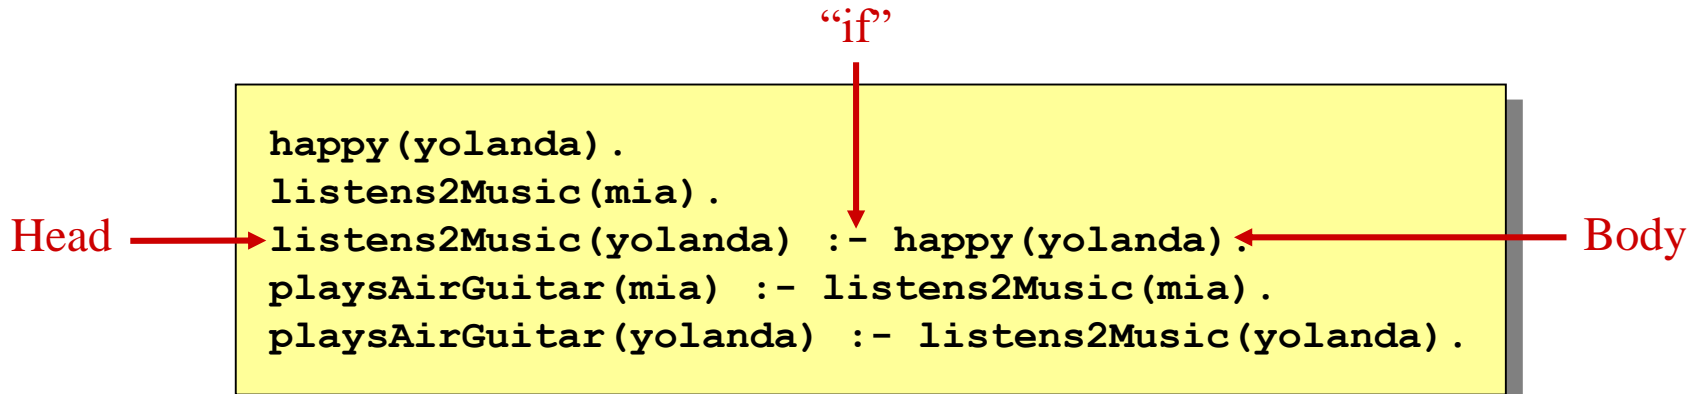 “if”
happy(yolanda).
listens2Music(mia).
Head listens2Music(yolanda) :- happy(yolanda). Body
playsAirGuitar(mia) :- listens2Music(mia).
playsAirGuitar(yolanda) :- listens2Music(yolanda).